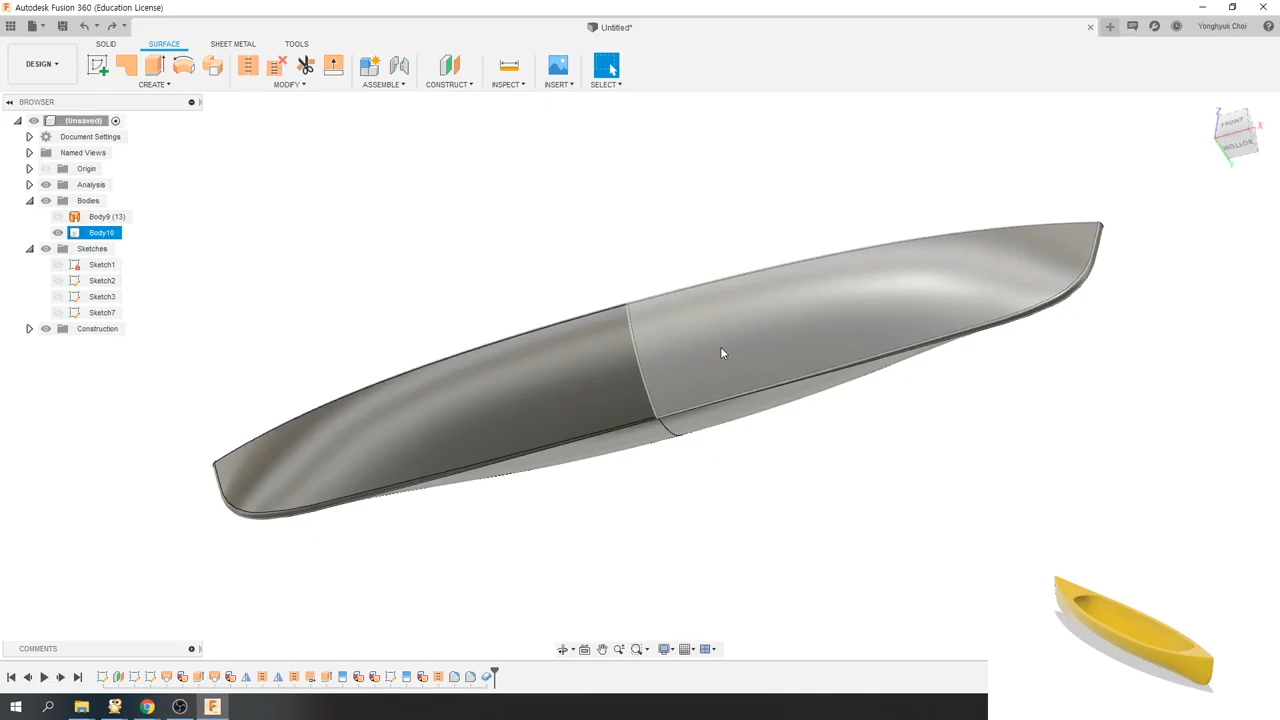 Autodesk Fusion 360 (Education License)
Untitled*
Yonghyuk Choi
SOLID SURFACE SHEET METAL TOOLS
DESIGN
CREATE MODIFY ASSEMBLE CONSTRUCT INSPECT INSERT SELECT
BROWSER
(Unsaved)
Document Settings
Named Views
Origin
Analysis
Bodies
Body9 (13)
Body10
Sketches
Sketch1
Sketch2
Sketch3
Sketch7
Construction
Z
FRONT
X
BOTTOM
Y
COMMENTS